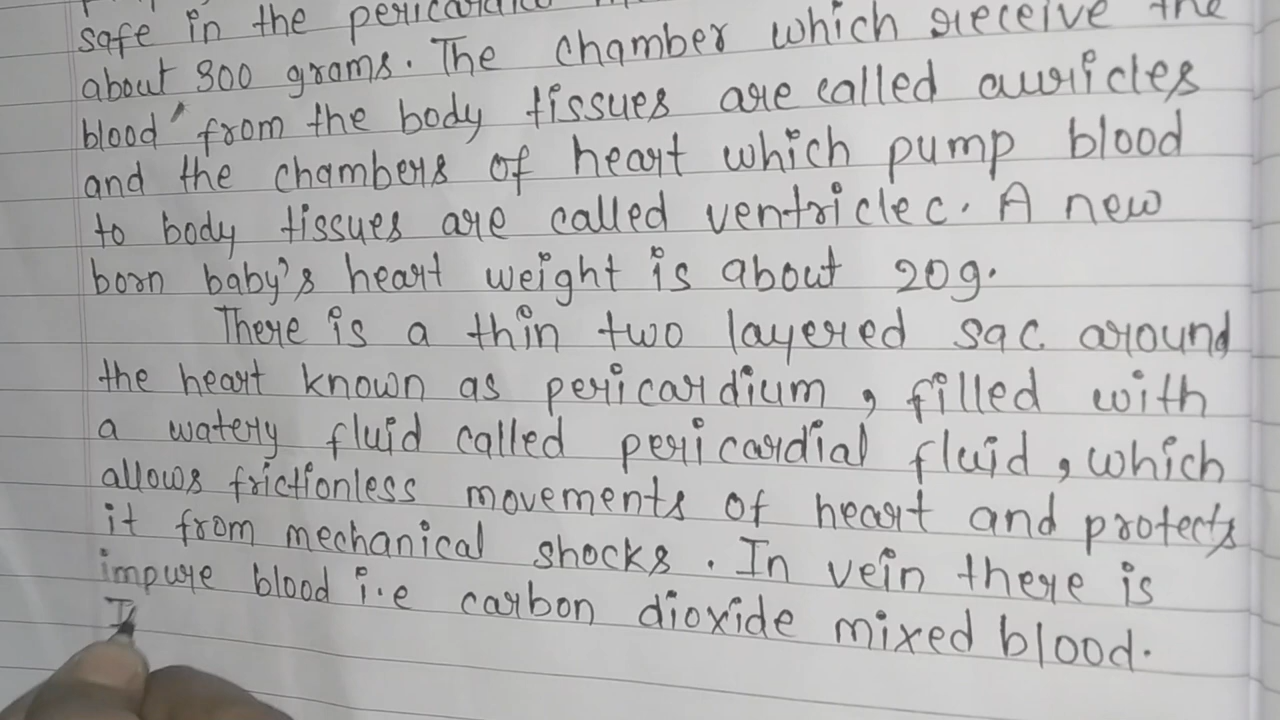 safe in the
about 300 grams. The chamber which receive the
blood from the body tissues are called auricles
and the chambers of heart which pump blood
to body tissues are called ventriclec. A new
born baby's heart weight is about 20g.
There is a thin two layered sac around
the heart known as pericardium, filled with
a watery fluid called pericardial fluid, which
allows frictionless movements of heart and protects
it from mechanical shocks. In vein there is
impure blood i.e carbon dioxide mixed blood.